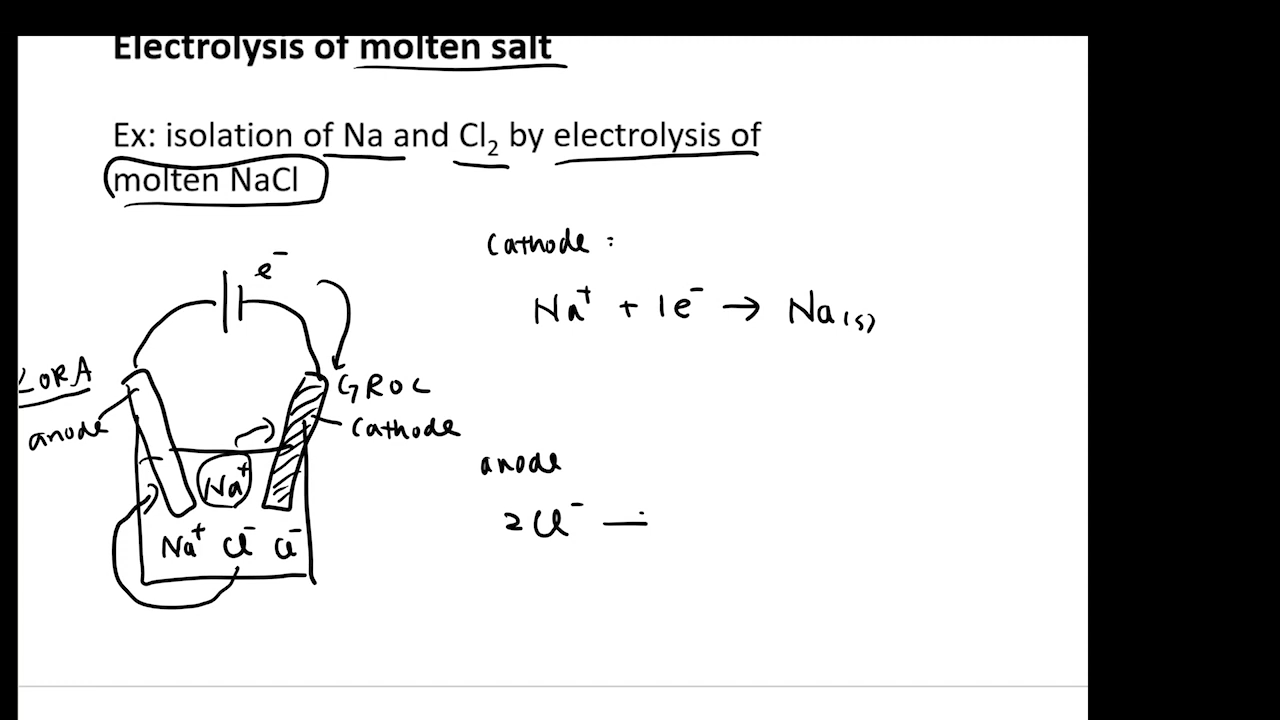 Electrolysis of molten salt
Ex: isolation of Na and Cl₂ by electrolysis of
molten NaCl
Cathode :
e⁻
Na⁺ + 1e⁻ → Na(s)
LORA
GROC
anode
Cathode
anode
Na⁺
2Cl⁻ —
Na⁺ Cl⁻ Cl⁻